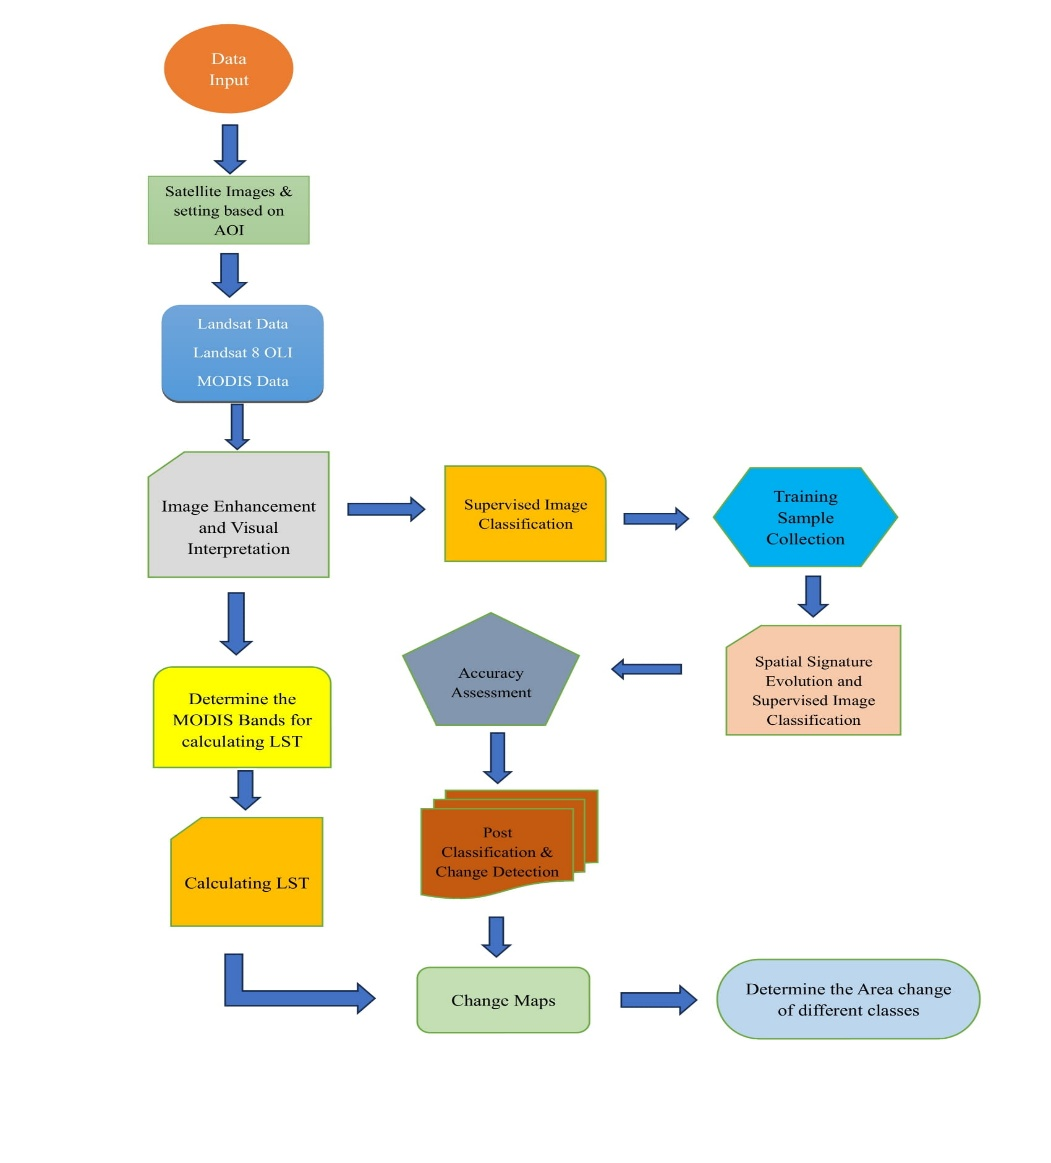 Data
Input
Satellite Images &
setting based on
AOI
Landsat Data
Landsat 8 OLI
MODIS Data
Image Enhancement
and Visual
Interpretation
Supervised Image
Classification
Training
Sample
Collection
Spatial Signature
Evolution and
Supervised Image
Classification
Accuracy
Assessment
Determine the
MODIS Bands for
calculating LST
Post
Classification &
Change Detection
Calculating LST
Change Maps
Determine the Area change
of different classes